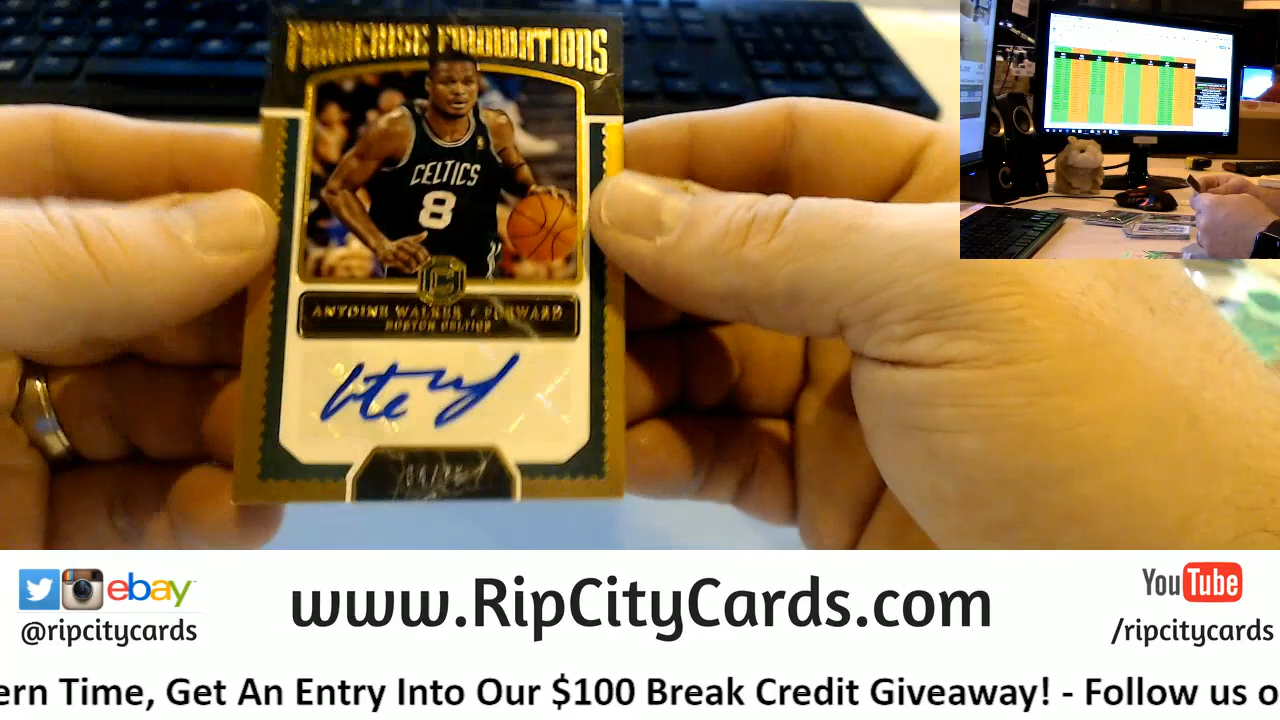 FRANCHISE FOUNDATIONS
CELTICS
8
ANTOINE WALKER • FORWARD
BOSTON CELTICS
ebay
@ripcitycards
www.RipCityCards.com
YouTube
/ripcitycards
ern Time, Get An Entry Into Our $100 Break Credit Giveaway! - Follow us o